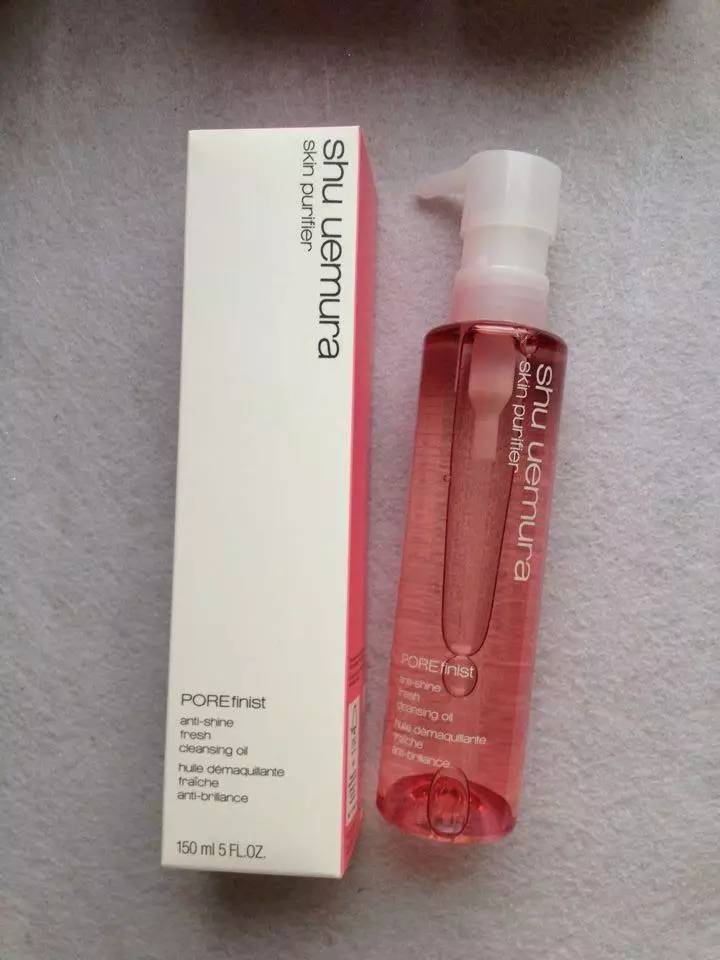 shu uemura
skin purifier
POREfinist
anti-shine
fresh
cleansing oil
huile démaquillante
fraîche
anti-brillance
150 ml 5 FL.OZ.
shu uemura
skin purifier
POREfinist
anti-shine
fresh
cleansing oil
huile démaquillante
fraîche
anti-brillance